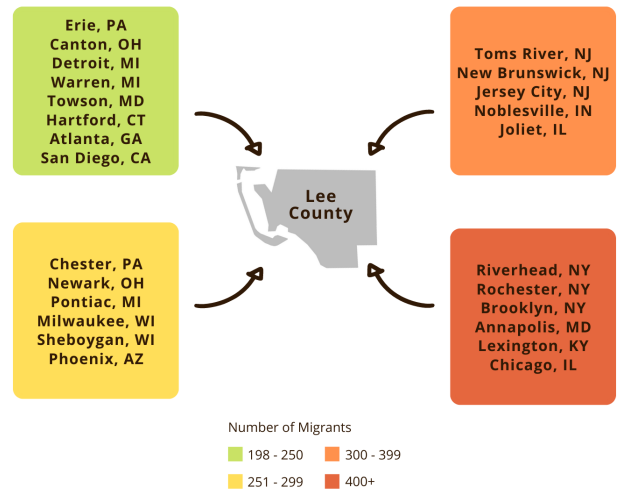 Erie, PA
Canton, OH
Detroit, MI
Warren, MI
Towson, MD
Hartford, CT
Atlanta, GA
San Diego, CA
Toms River, NJ
New Brunswick, NJ
Jersey City, NJ
Noblesville, IN
Joliet, IL
Lee
County
Chester, PA
Newark, OH
Pontiac, MI
Milwaukee, WI
Sheboygan, WI
Phoenix, AZ
Riverhead, NY
Rochester, NY
Brooklyn, NY
Annapolis, MD
Lexington, KY
Chicago, IL
Number of Migrants
198 - 250
300 - 399
251 - 299
400+